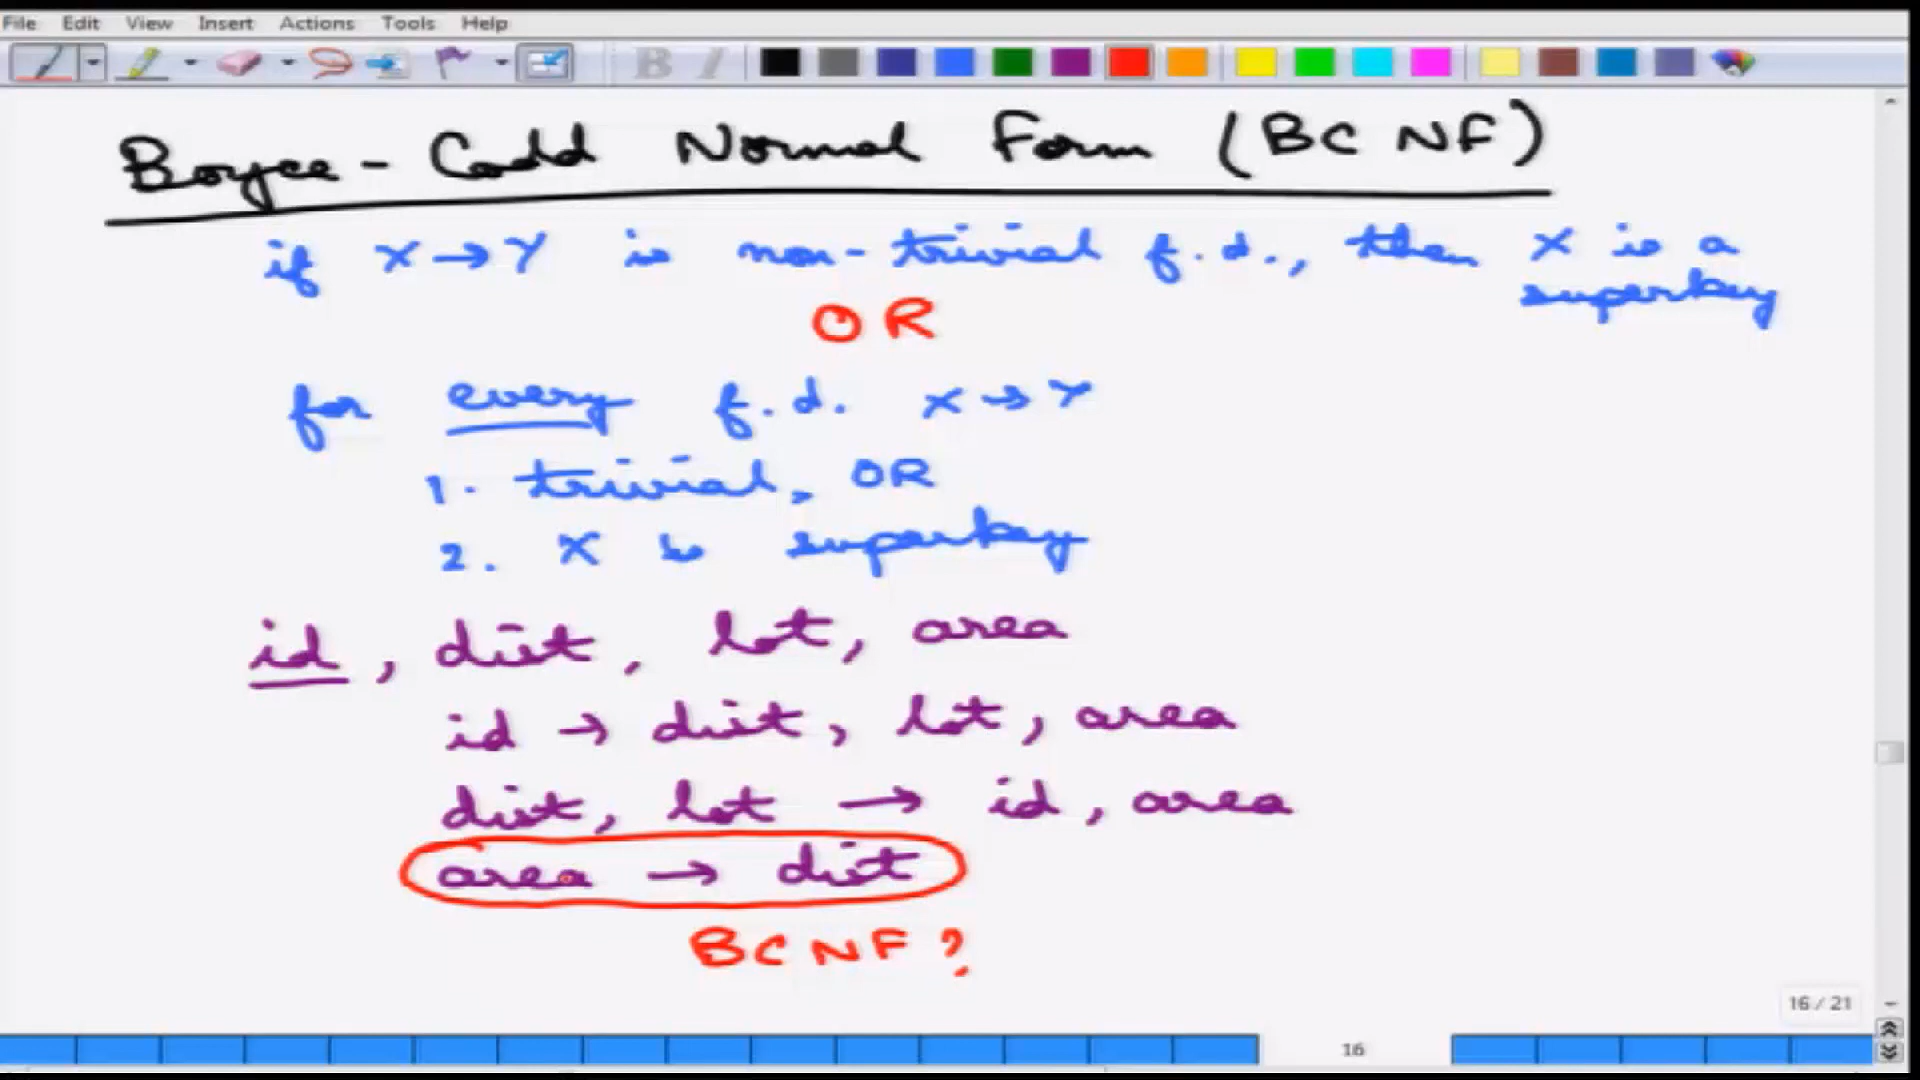 File Edit View Insert Actions Tools Help
B I
Boyce - Codd Normal Form (BCNF)
if X → Y is non-trivial f.d., then X is a
superkey
OR
for every f.d. X → Y
1. trivial, OR
2. X is superkey
id, dist, lot, area
id → dist, lot, area
dist, lot → id, area
area → dist
BCNF?
16 / 21
16